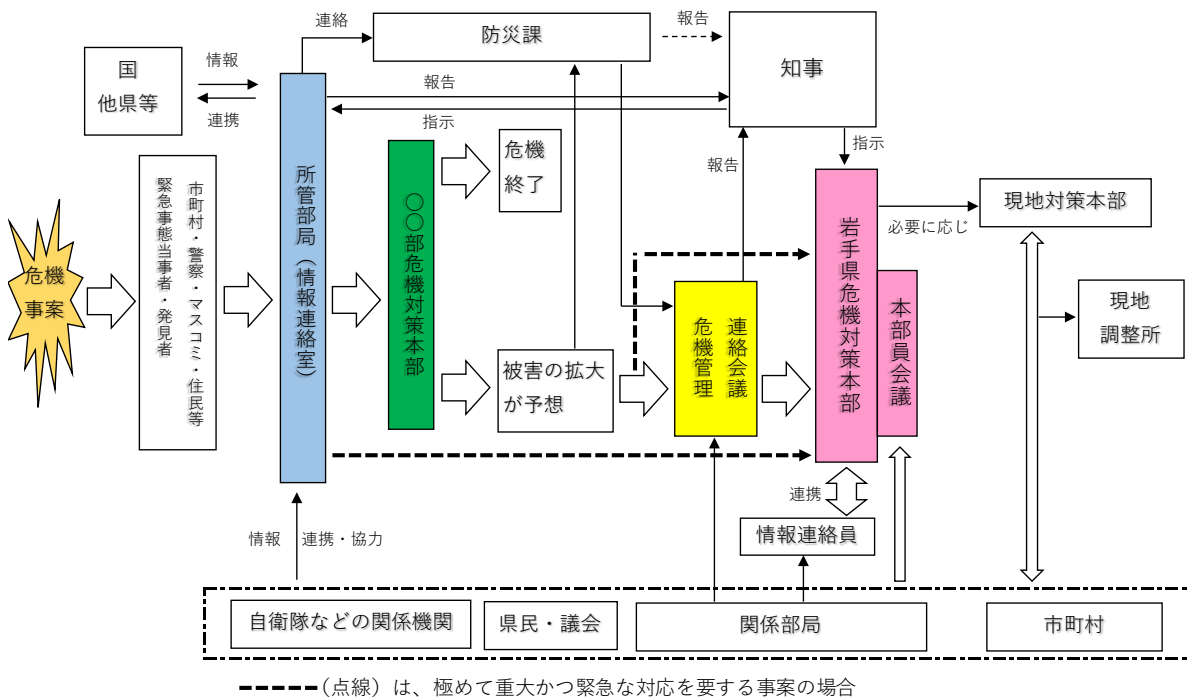 連絡
防災課
報告
知事
国
他県等
情報
連携
報告
指示
危機
事案
市町村・警察・マスコミ・住民等
緊急事態当事者・発見者
所管部局（情報連絡室）
〇〇部危機対策本部
危機
終了
被害の拡大
が予想
報告
指示
連絡会議
危機管理
岩手県危機対策本部
本部員会議
必要に応じ
現地対策本部
現地
調整所
連携
情報連絡員
情報
連携・協力
自衛隊などの関係機関
県民・議会
関係部局
市町村
（点線）は、極めて重大かつ緊急な対応を要する事案の場合